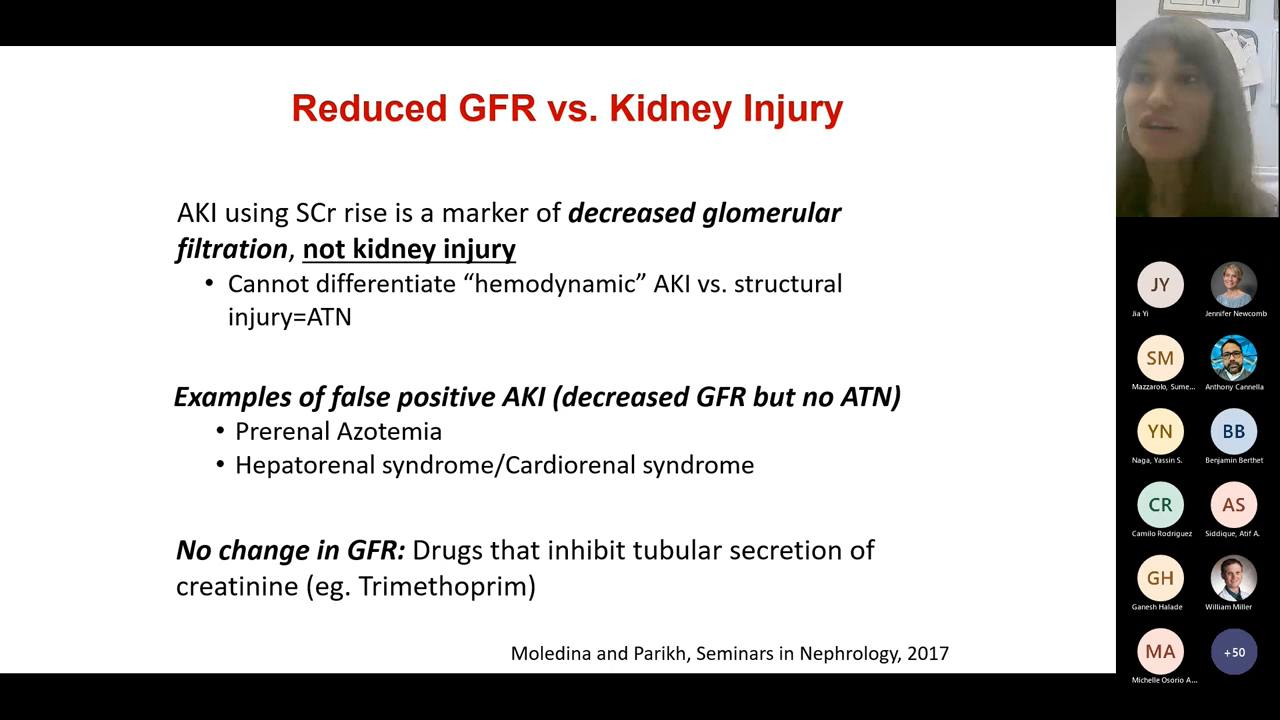 Reduced GFR vs. Kidney Injury
AKI using SCr rise is a marker of decreased glomerular
filtration, not kidney injury
• Cannot differentiate “hemodynamic” AKI vs. structural
injury=ATN
Examples of false positive AKI (decreased GFR but no ATN)
• Prerenal Azotemia
• Hepatorenal syndrome/Cardiorenal syndrome
No change in GFR: Drugs that inhibit tubular secretion of
creatinine (eg. Trimethoprim)
Moledina and Parikh, Seminars in Nephrology, 2017
JY
Jia Yi
Jennifer Newcomb
SM
Mazzarolo, Sume...
Anthony Cannella
YN
Naga, Yassin S.
BB
Benjamin Berthet
CR
Camilo Rodriguez
AS
Siddique, Atif A.
GH
Ganesh Halade
William Miller
MA
Michelle Osorio A...
+50